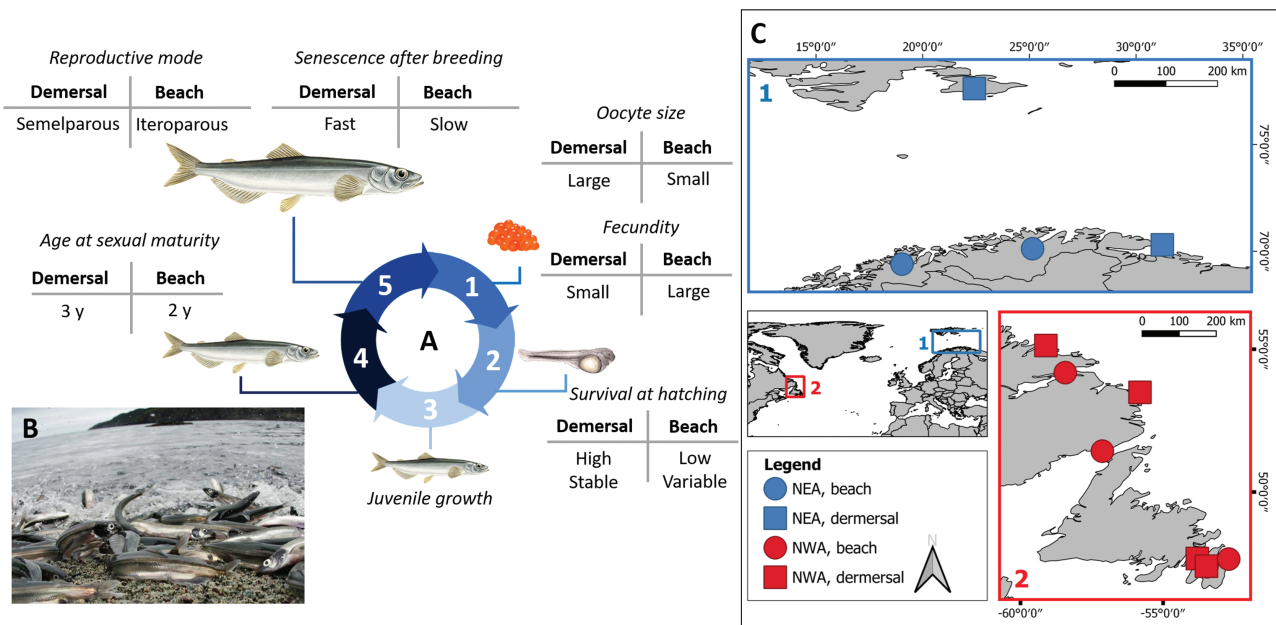 Reproductive mode
Demersal Beach
Semelparous Iteroparous
Senescence after breeding
Demersal Beach
Fast Slow
Oocyte size
Demersal Beach
Large Small
Fecundity
Demersal Beach
Small Large
Age at sexual maturity
Demersal Beach
3 y 2 y
5
1
A
4
2
3
Survival at hatching
Demersal Beach
High Low
Stable Variable
Juvenile growth
B
C
15°0′0″ 20°0′0″ 25°0′0″ 30°0′0″ 35°0′0″
1
0 100 200 km
75°0′0″
70°0′0″
1
2
0 100 200 km
55°0′0″
50°0′0″
2
-60°0′0″ -55°0′0″
Legend
NEA, beach
NEA, dermersal
NWA, beach
NWA, dermersal
N